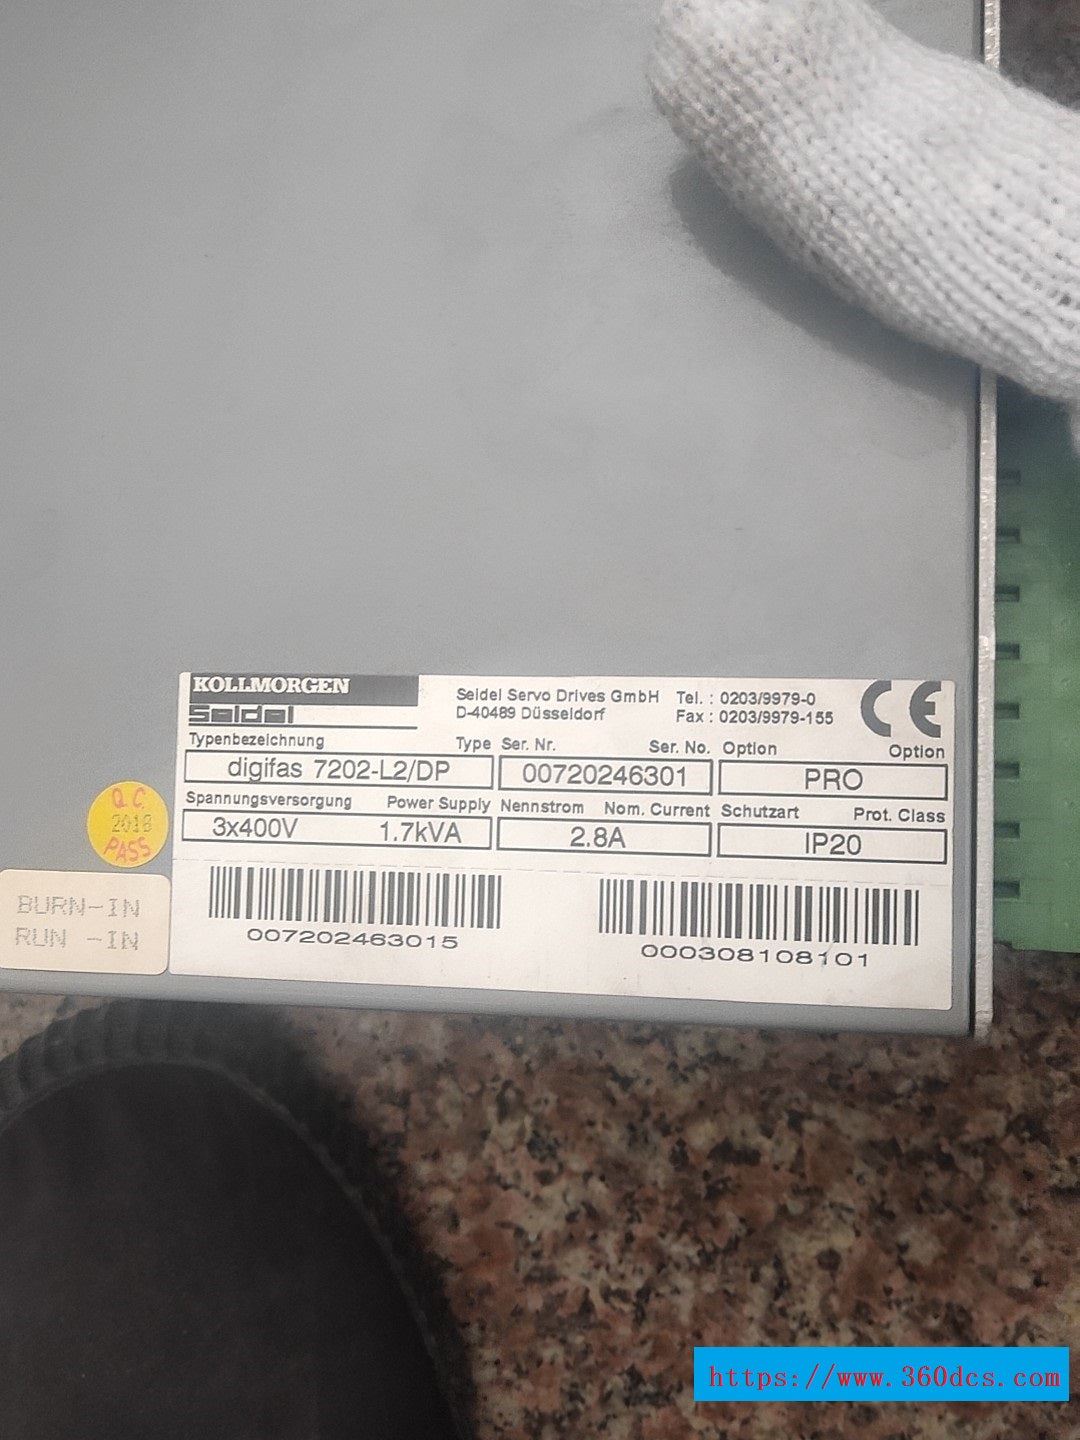 KOLLMORGEN
Seidel
Seidel Servo Drives GmbH Tel. : 0203/9979-0
D-40489 Düsseldorf Fax : 0203/9979-155
CE
Typenbezeichnung Type Ser. Nr. Ser. No. Option Option
digifas 7202-L2/DP 00720246301 PRO
Spannungsversorgung Power Supply Nennstrom Nom. Current Schutzart Prot. Class
3x400V 1.7kVA 2.8A IP20
007202463015 000308108101
Q.C.
2018
PASS
BURN-IN
RUN -IN
https://www.360dcs.com